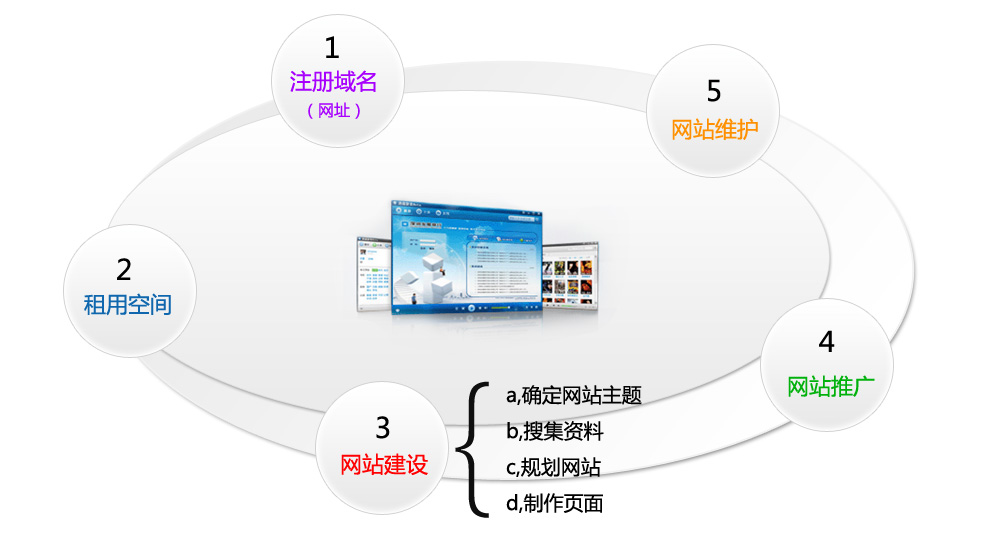 1
注册域名
（网址）
2
租用空间
3
网站建设
a,确定网站主题
b,搜集资料
c,规划网站
d,制作页面
4
网站推广
5
网站维护